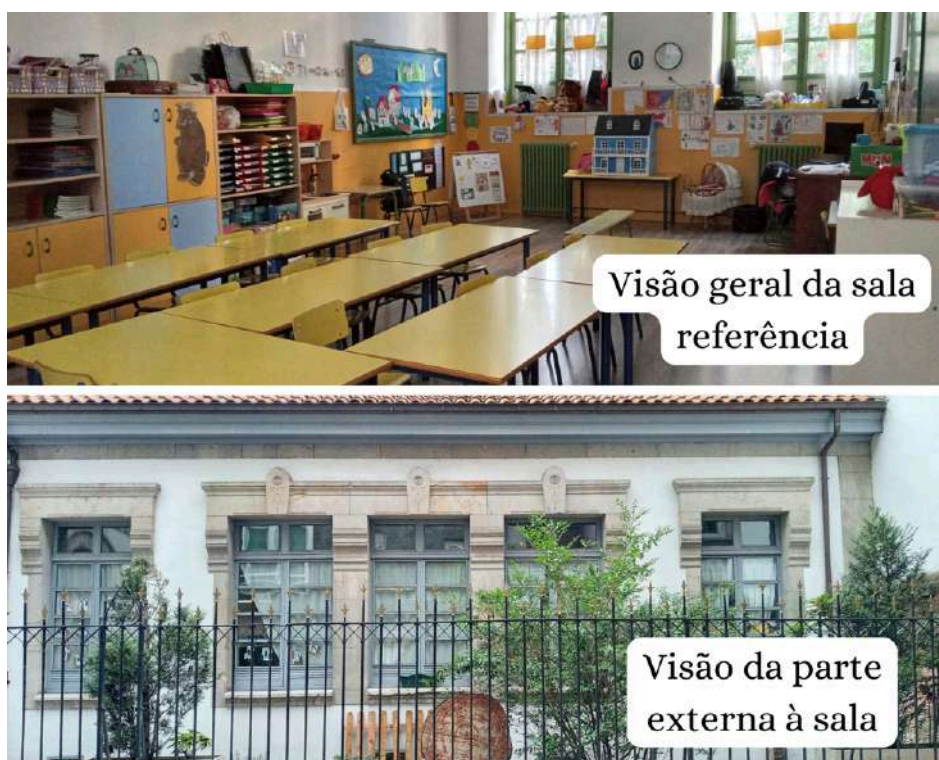 Visão geral da sala
referência
Visão da parte
externa à sala